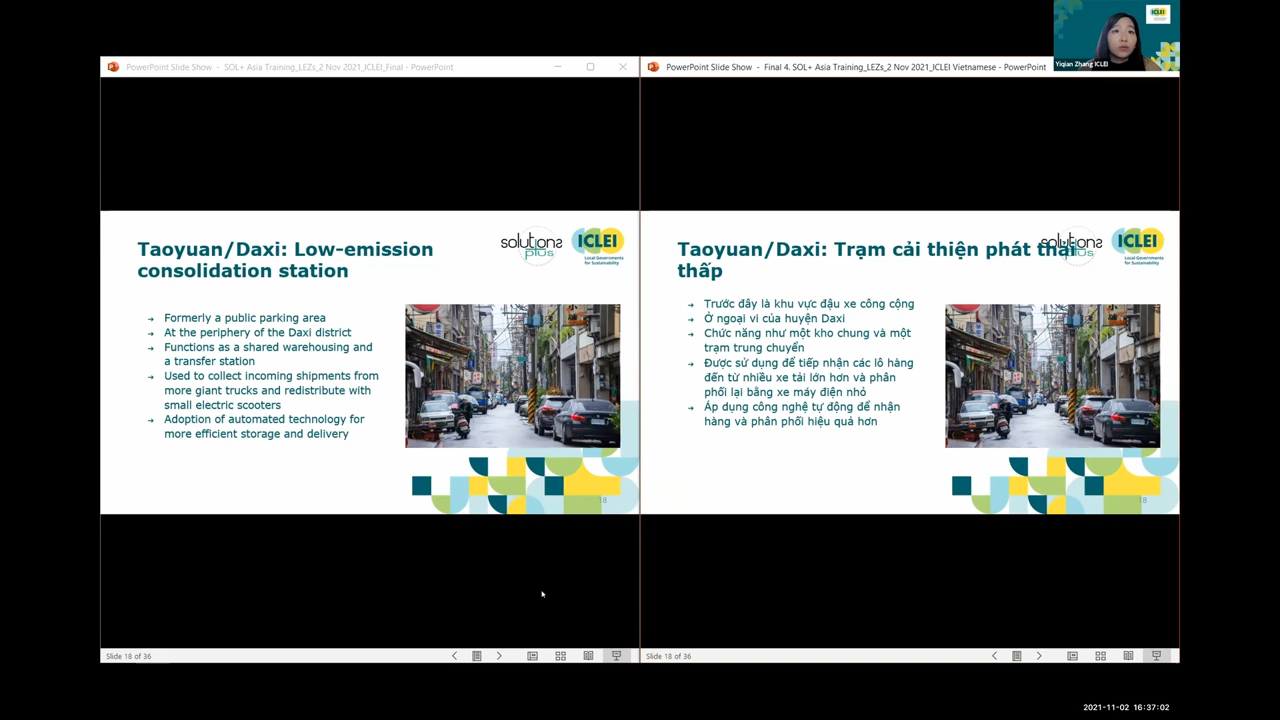 ICLEI
Yiqian Zhang ICLEI
PowerPoint Slide Show - SOL+ Asia Training_LEZs_2 Nov 2021_ICLEI_Final - PowerPoint
Taoyuan/Daxi: Low-emission
consolidation station
solutions
plus
ICLEI
Local Governments
for Sustainability
→ Formerly a public parking area
→ At the periphery of the Daxi district
→ Functions as a shared warehousing and
a transfer station
→ Used to collect incoming shipments from
more giant trucks and redistribute with
small electric scooters
→ Adoption of automated technology for
more efficient storage and delivery
18
Slide 18 of 36
PowerPoint Slide Show - Final 4. SOL+ Asia Training_LEZs_2 Nov 2021_ICLEI Vietnamese - PowerPoint
Taoyuan/Daxi: Trạm cải thiện phát thải
thấp
solutions
plus
ICLEI
Local Governments
for Sustainability
→ Trước đây là khu vực đậu xe công cộng
→ Ở ngoại vi của huyện Daxi
→ Chức năng như một kho chung và một
trạm trung chuyển
→ Được sử dụng để tiếp nhận các lô hàng
đến từ nhiều xe tải lớn hơn và phân
phối lại bằng xe máy điện nhỏ
→ Áp dụng công nghệ tự động để nhận
hàng và phân phối hiệu quả hơn
18
Slide 18 of 36
2021-11-02 16:37:02